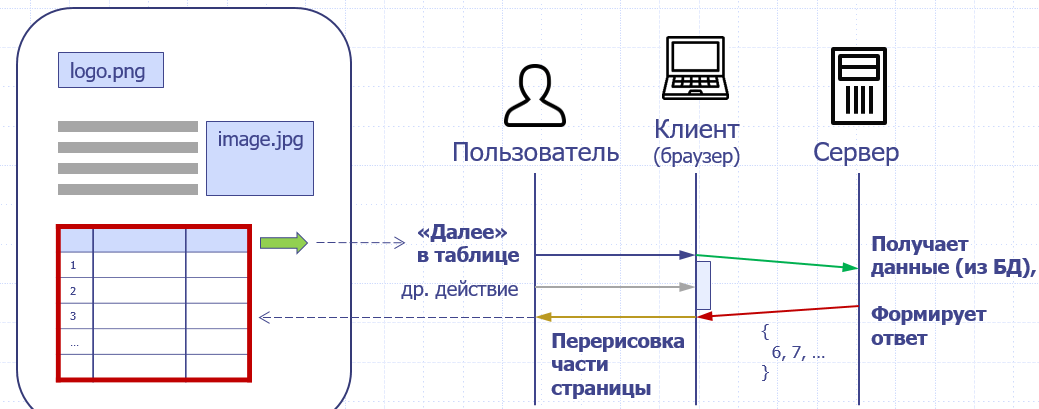 logo.png
image.jpg
1
2
3
...
Пользователь
Клиент
(браузер)
Сервер
«Далее»
в таблице
др. действие
Получает
данные (из БД),
Формирует
ответ
{
6, 7, ...
}
Перерисовка
части
страницы